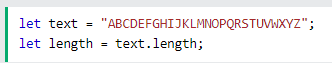 let text = "ABCDEFGHIJKLMNOPQRSTUVWXYZ";
let length = text.length;